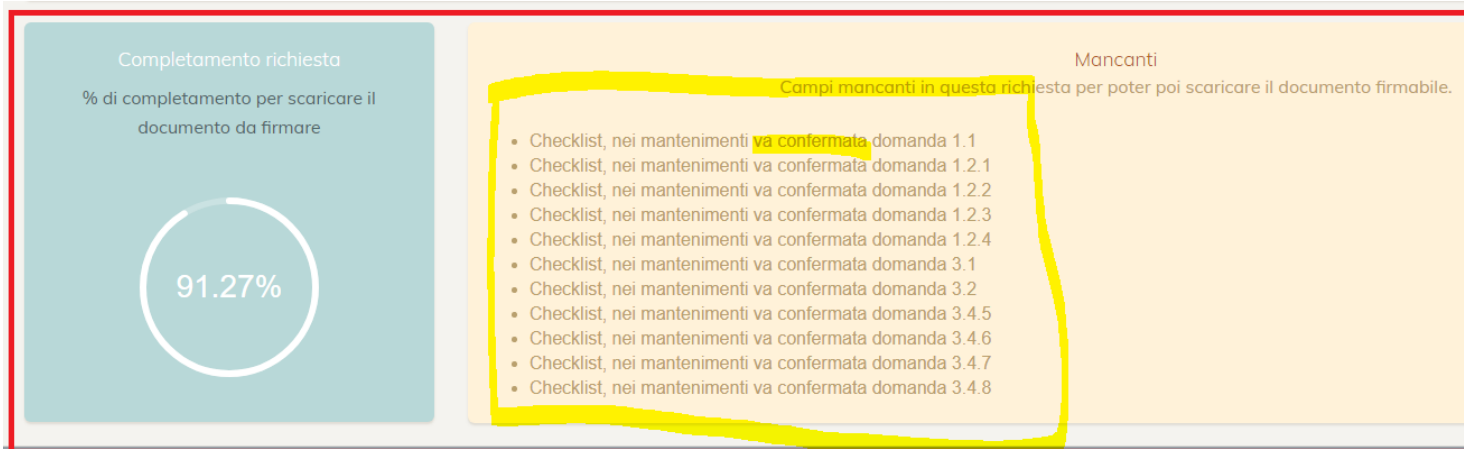 Completamento richiesta
% di completamento per scaricare il
documento da firmare
91.27%
Mancanti
Campi mancanti in questa richiesta per poter poi scaricare il documento firmabile.
• Checklist, nei mantenimenti va confermata domanda 1.1
• Checklist, nei mantenimenti va confermata domanda 1.2.1
• Checklist, nei mantenimenti va confermata domanda 1.2.2
• Checklist, nei mantenimenti va confermata domanda 1.2.3
• Checklist, nei mantenimenti va confermata domanda 1.2.4
• Checklist, nei mantenimenti va confermata domanda 3.1
• Checklist, nei mantenimenti va confermata domanda 3.2
• Checklist, nei mantenimenti va confermata domanda 3.4.5
• Checklist, nei mantenimenti va confermata domanda 3.4.6
• Checklist, nei mantenimenti va confermata domanda 3.4.7
• Checklist, nei mantenimenti va confermata domanda 3.4.8